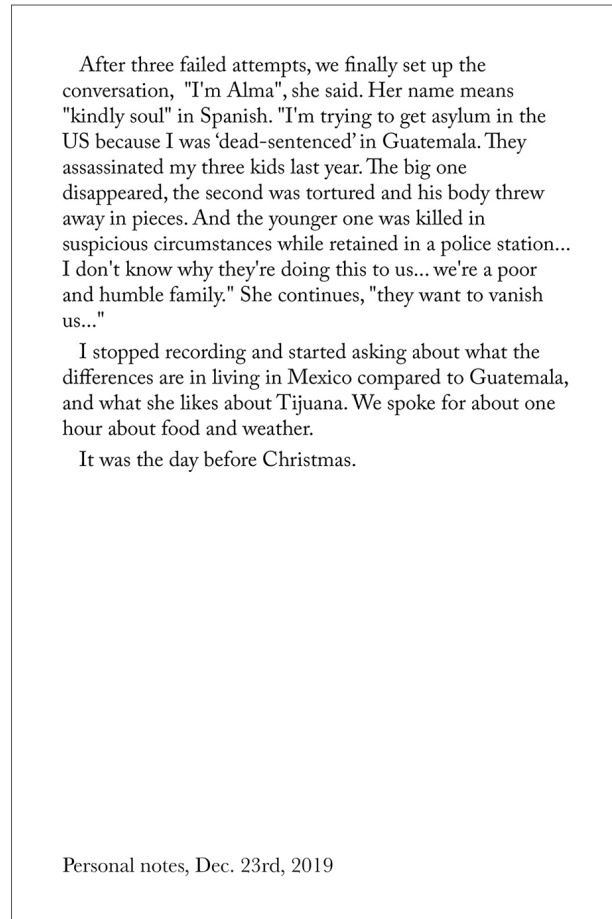 After three failed attempts, we finally set up the
conversation,  "I'm Alma", she said. Her name means
"kindly soul" in Spanish. "I'm trying to get asylum in the
US because I was ‘dead-sentenced’ in Guatemala. They
assassinated my three kids last year. The big one
disappeared, the second was tortured and his body threw
away in pieces. And the younger one was killed in
suspicious circumstances while retained in a police station...
I don't know why they're doing this to us... we're a poor
and humble family." She continues, "they want to vanish
us..."
I stopped recording and started asking about what the
differences are in living in Mexico compared to Guatemala,
and what she likes about Tijuana. We spoke for about one
hour about food and weather.
It was the day before Christmas.
Personal notes, Dec. 23rd, 2019